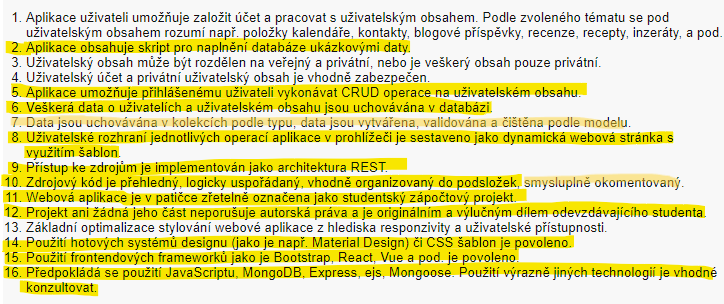 1. Aplikace uživateli umožňuje založit účet a pracovat s uživatelským obsahem. Podle zvoleného tématu se pod
uživatelským obsahem rozumí např. položky kalendáře, kontakty, blogové příspěvky, recenze, recepty, inzeráty, a pod.
2. Aplikace obsahuje skript pro naplnění databáze ukázkovými daty.
3. Uživatelský obsah může být rozdělen na veřejný a privátní, nebo je veškerý obsah pouze privátní.
4. Uživatelský účet a privátní uživatelský obsah je vhodně zabezpečen.
5. Aplikace umožňuje přihlášenému uživateli vykonávat CRUD operace na uživatelském obsahu.
6. Veškerá data o uživatelích a uživatelském obsahu jsou uchovávána v databázi.
7. Data jsou uchovávána v kolekcích podle typu, data jsou vytvářena, validována a čištěna podle modelu.
8. Uživatelské rozhraní jednotlivých operací aplikace v prohlížeči je sestaveno jako dynamická webová stránka s
využitím šablon.
9. Přístup ke zdrojům je implementován jako architektura REST.
10. Zdrojový kód je přehledný, logicky uspořádaný, vhodně organizovaný do podsložek, smysluplně okomentovaný.
11. Webová aplikace je v patičce zřetelně označena jako studentský zápočtový projekt.
12. Projekt ani žádná jeho část neporušuje autorská práva a je originálním a výlučným dílem odevzdávajícího studenta.
13. Základní optimalizace stylování webové aplikace z hlediska responzivity a uživatelské přístupnosti.
14. Použití hotových systémů designu (jako je např. Material Design) či CSS šablon je povoleno.
15. Použití frontendových frameworků jako je Bootstrap, React, Vue a pod. je povoleno.
16. Předpokládá se použití JavaScriptu, MongoDB, Express, ejs, Mongoose. Použití výrazně jiných technologií je vhodné
konzultovat.